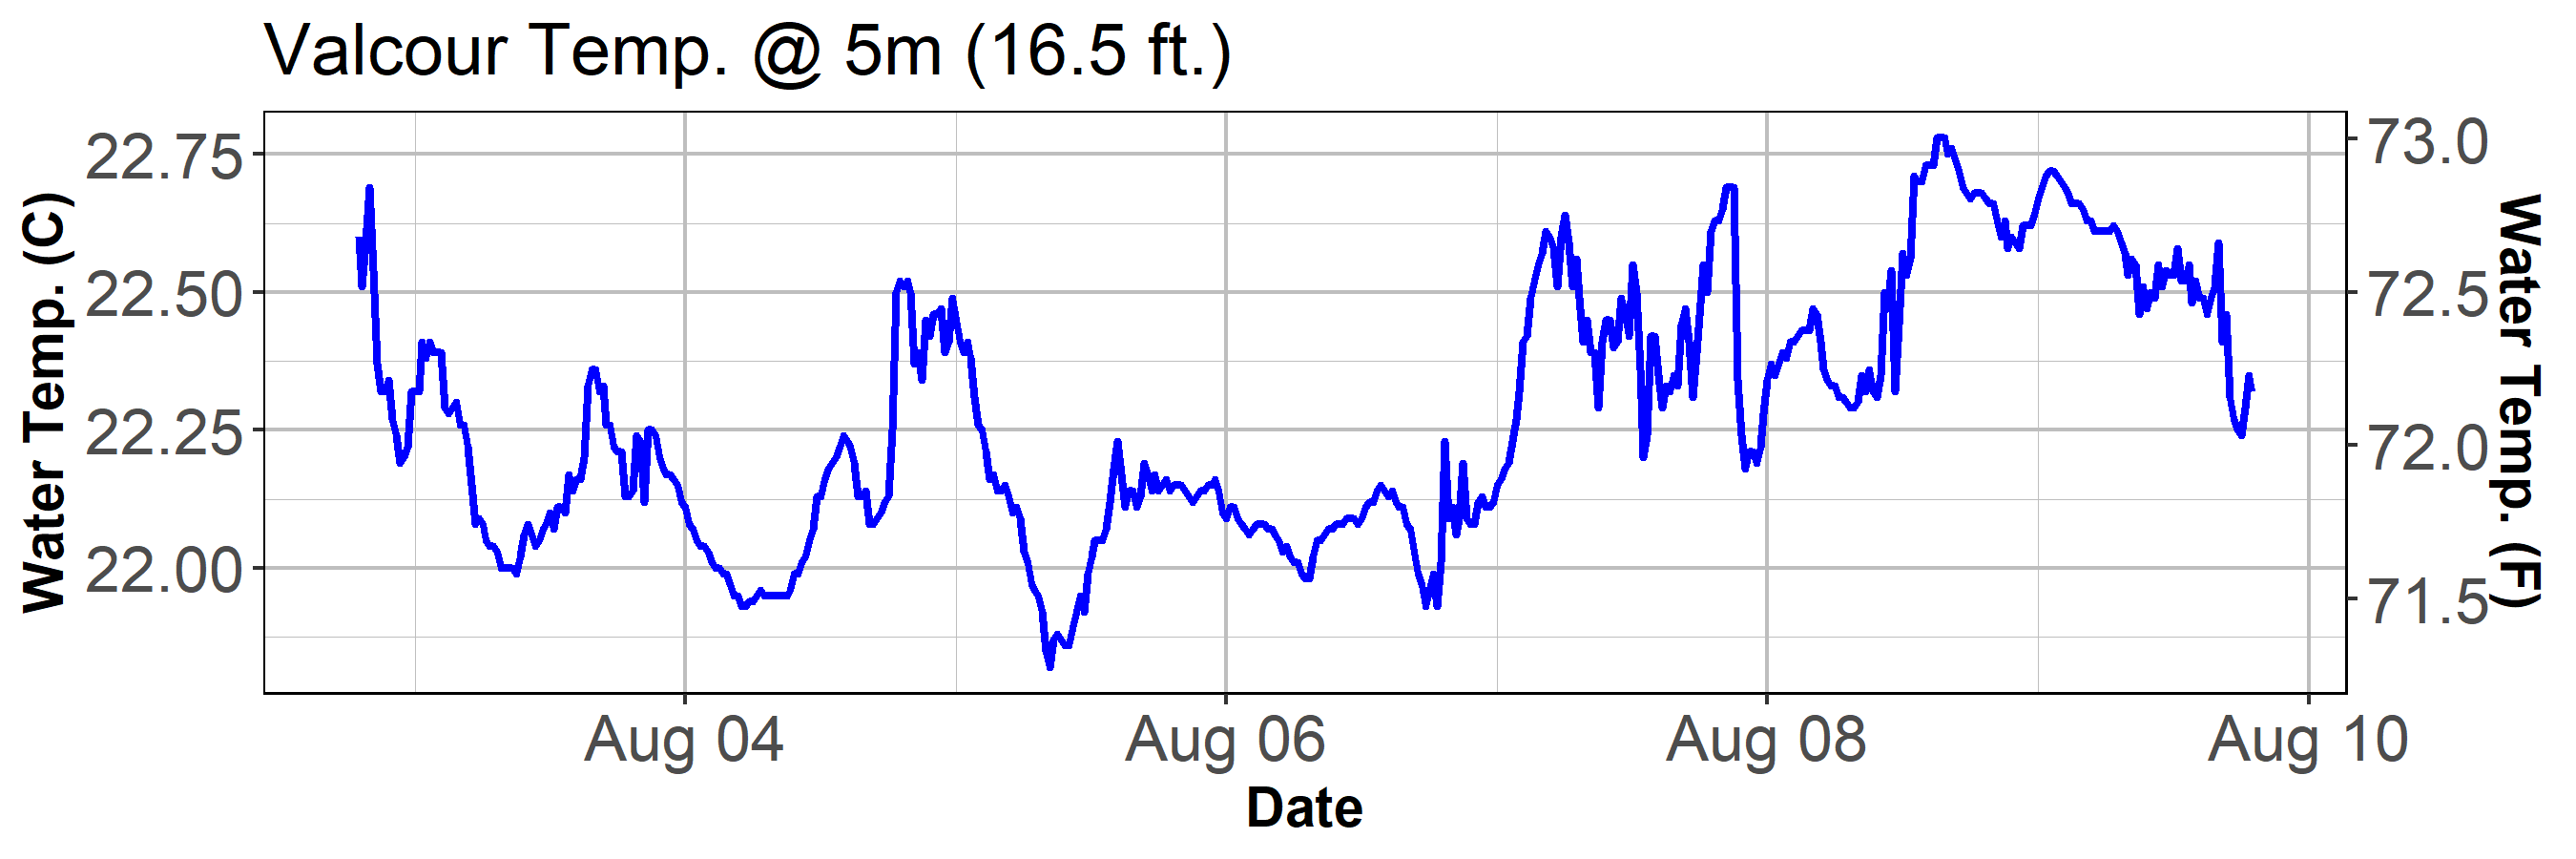 Valcour Temp. @ 5m (16.5 ft.)
Water Temp. (C)
22.75
22.50
22.25
22.00
73.0
72.5
72.0
71.5
Water Temp. (F)
Aug 04 Aug 06 Aug 08 Aug 10
Date